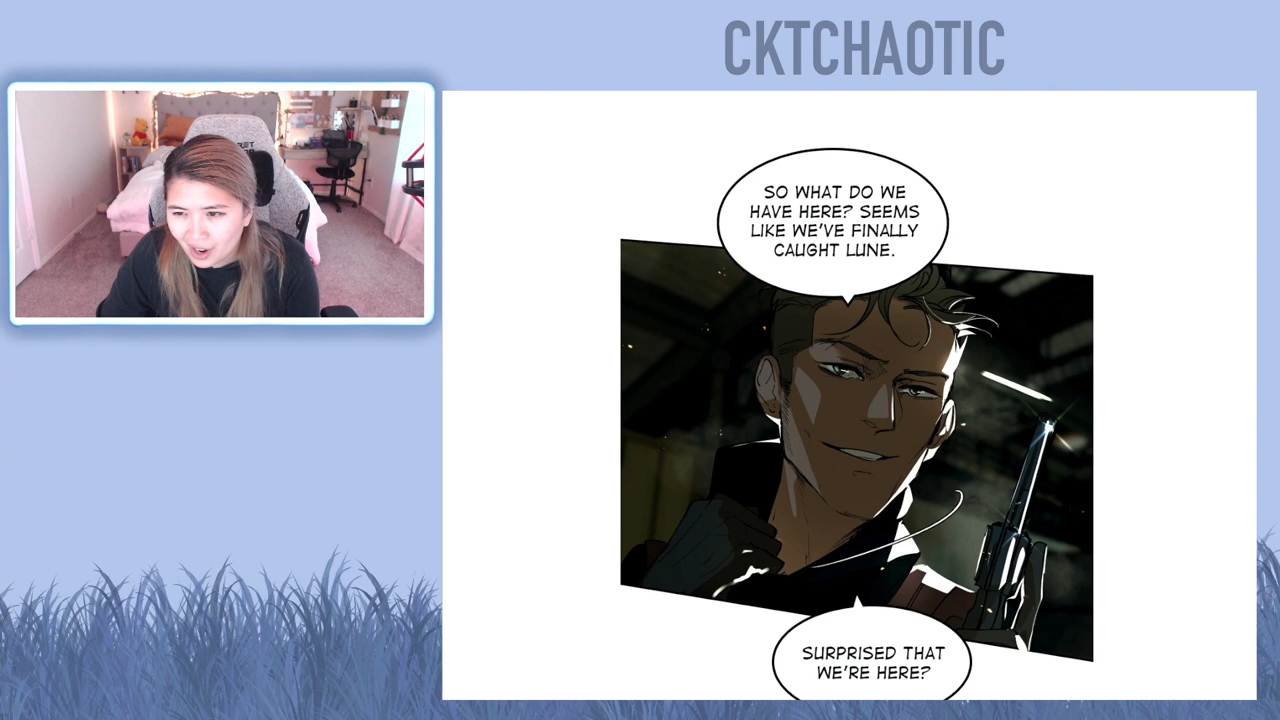 CKTCHAOTIC
SO WHAT DO WE
HAVE HERE? SEEMS
LIKE WE'VE FINALLY
CAUGHT LUNE.
SURPRISED THAT
WE'RE HERE?